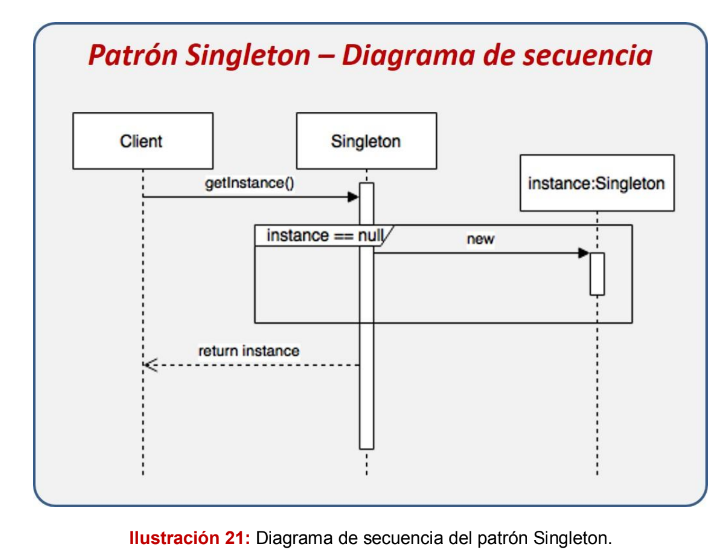 Patrón Singleton – Diagrama de secuencia
Client
Singleton
instance:Singleton
getInstance()
instance == null
new
return instance
Ilustración 21: Diagrama de secuencia del patrón Singleton.